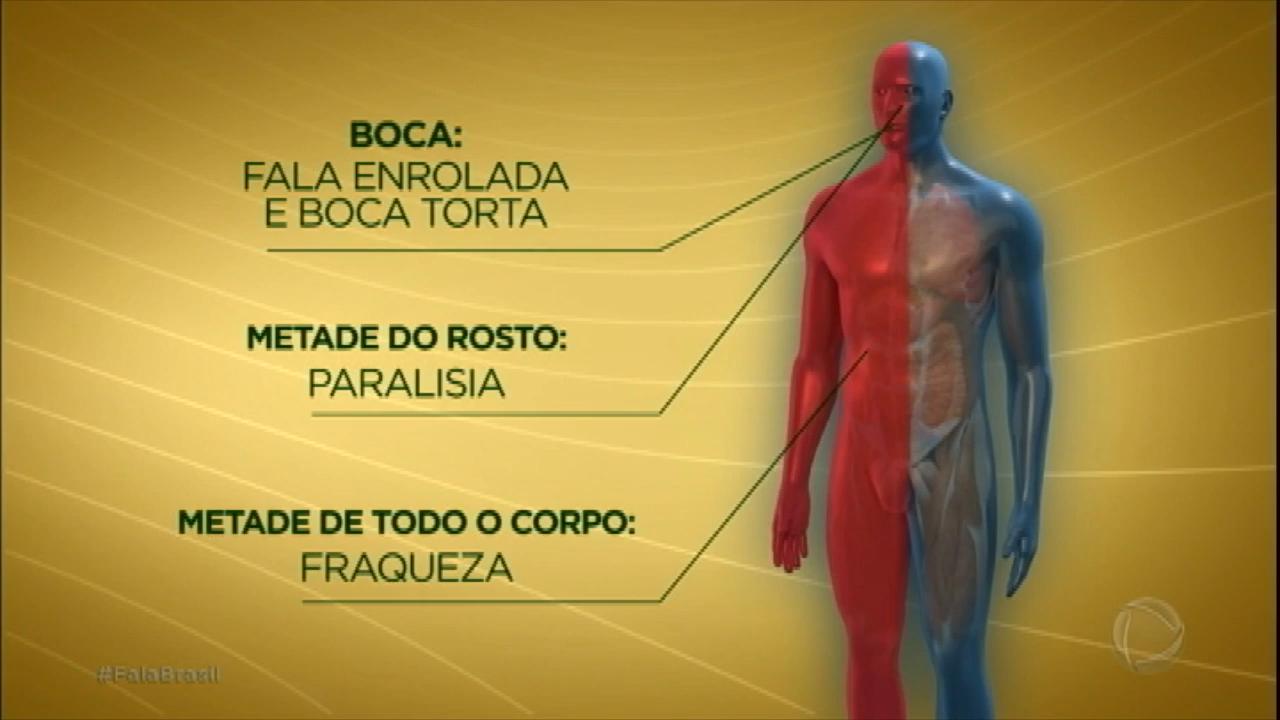 BOCA:
FALA ENROLADA
E BOCA TORTA
METADE DO ROSTO:
PARALISIA
METADE DE TODO O CORPO:
FRAQUEZA
#FalaBrasil